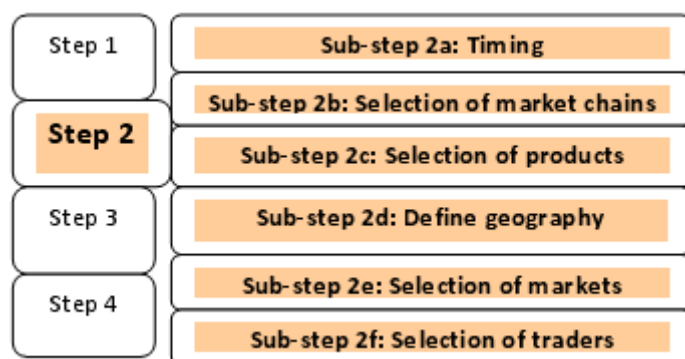 Step 1
Step 2
Step 3
Step 4
Sub-step 2a: Timing
Sub-step 2b: Selection of market chains
Sub-step 2c: Selection of products
Sub-step 2d: Define geography
Sub-step 2e: Selection of markets
Sub-step 2f: Selection of traders